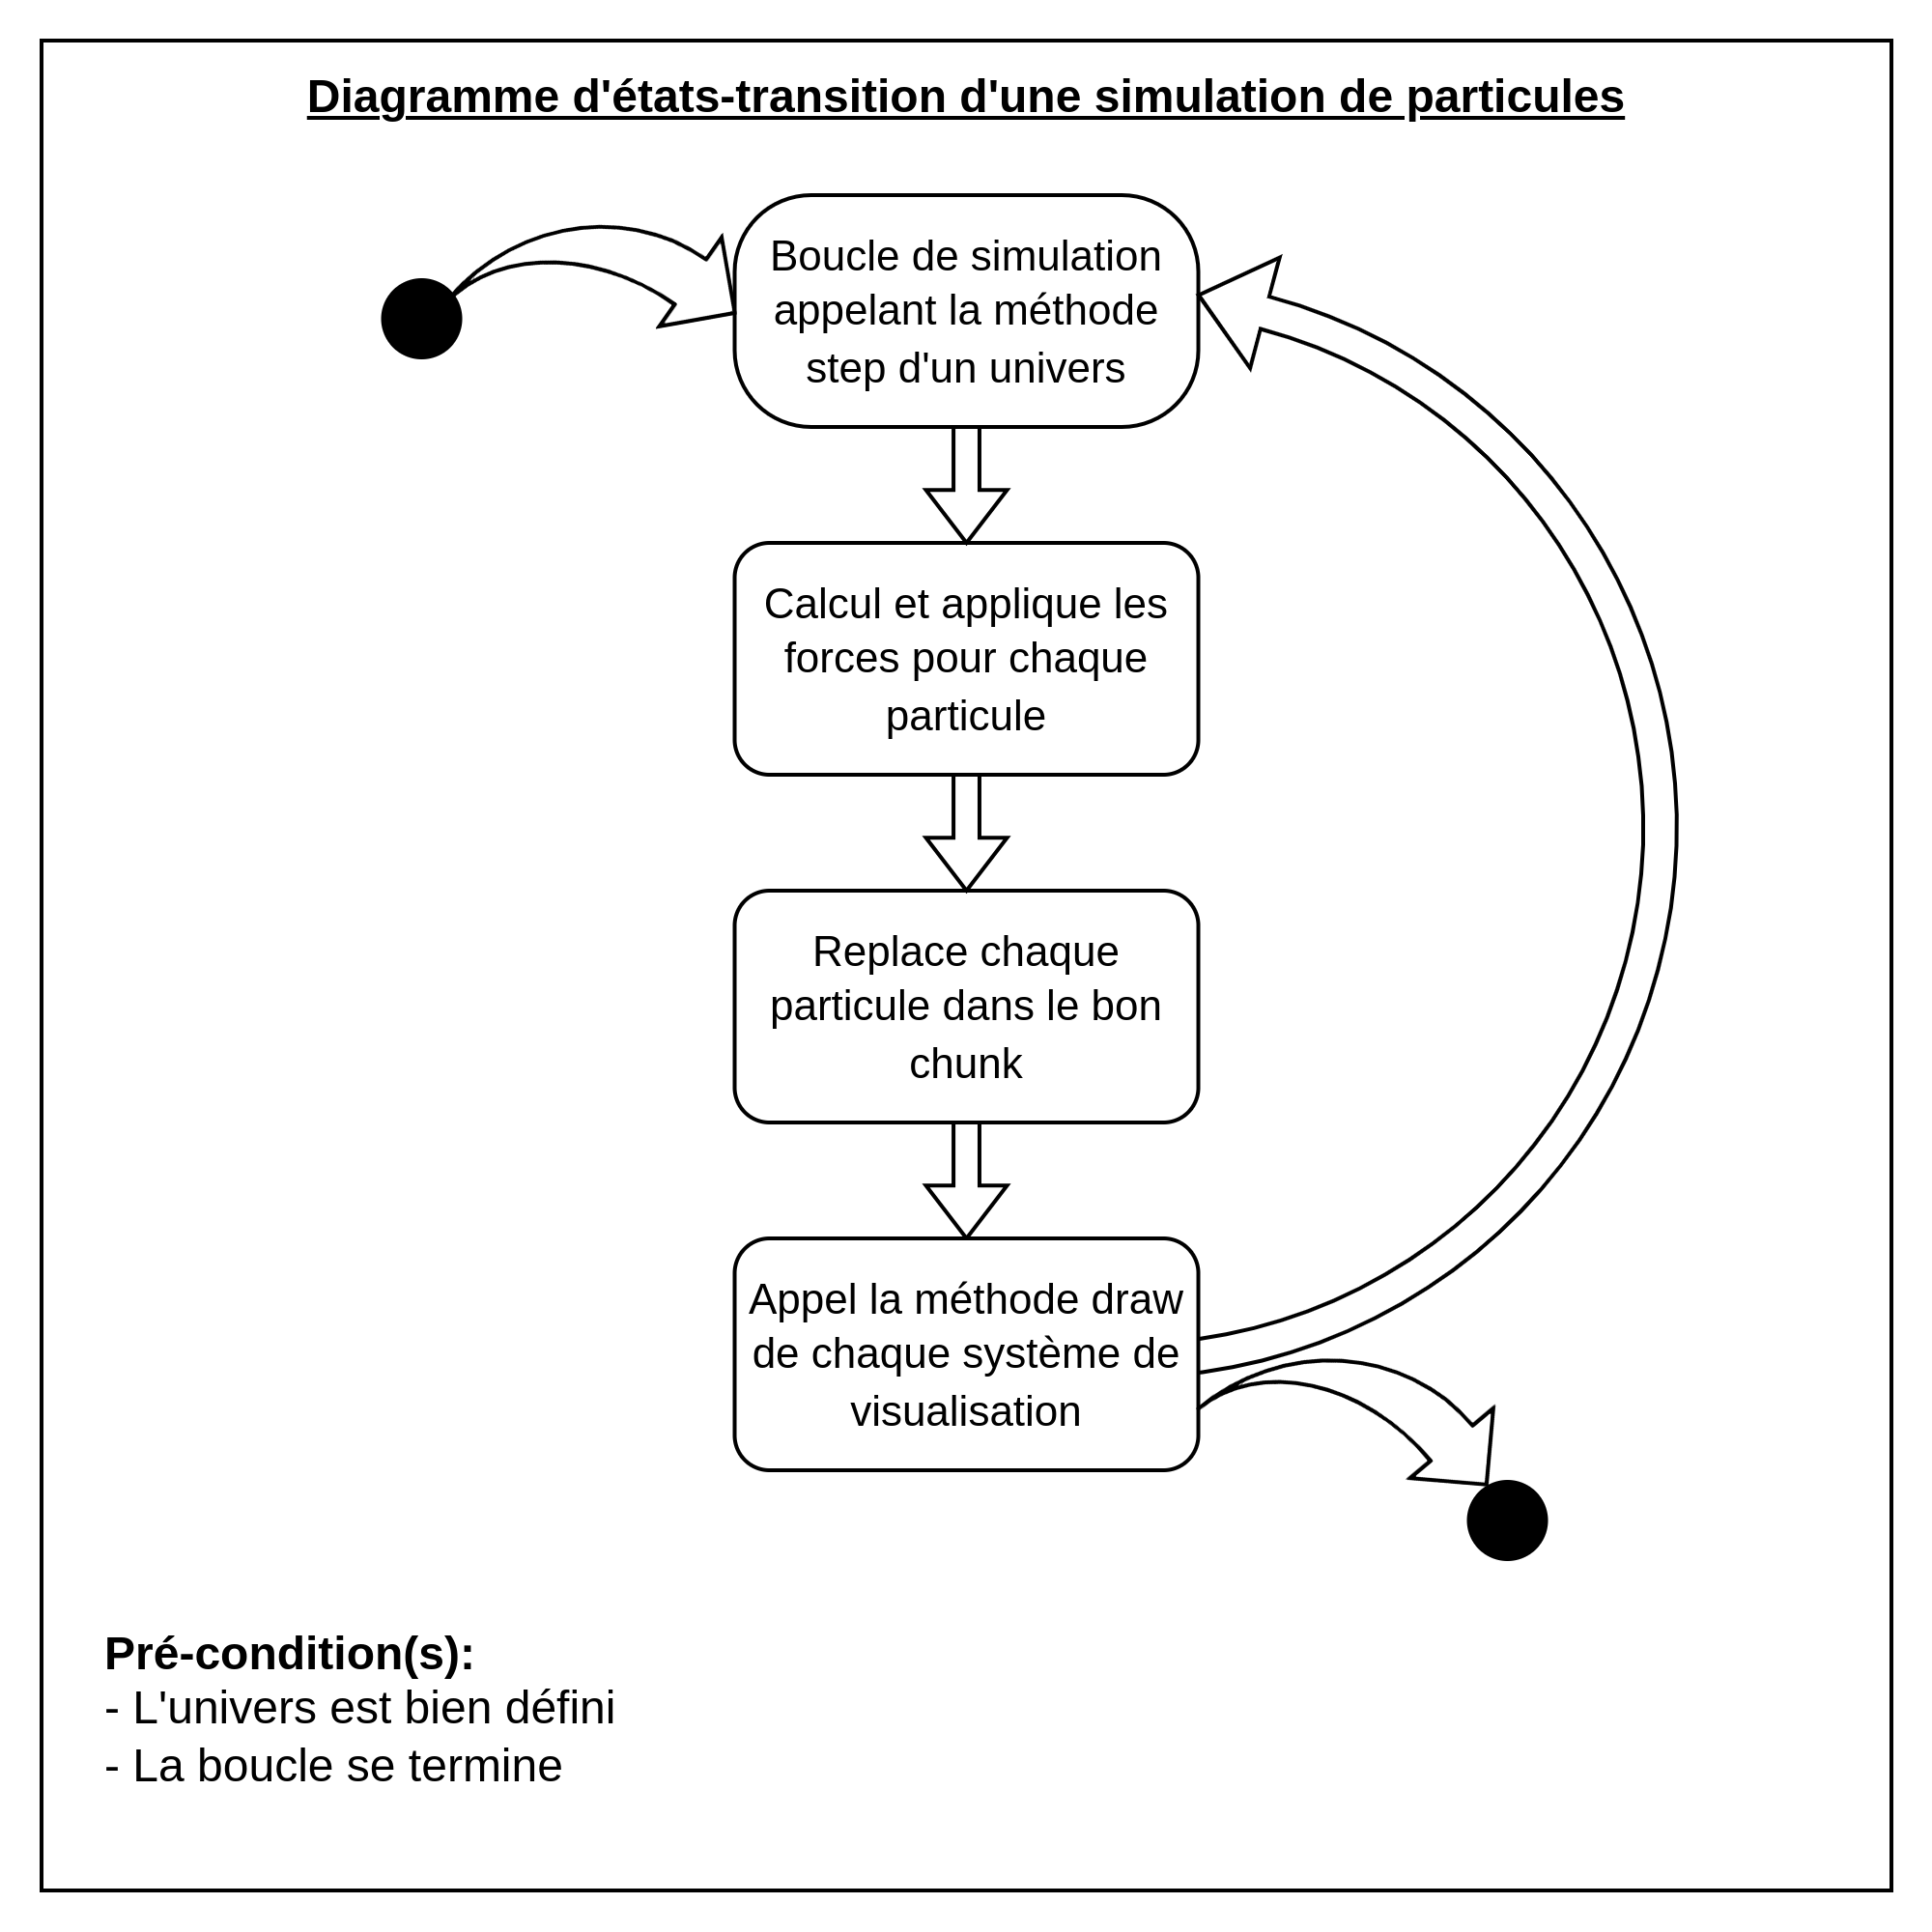 Diagramme d'états-transition d'une simulation de particules
Boucle de simulation
appelant la méthode
step d'un univers
Calcul et applique les
forces pour chaque
particule
Replace chaque
particule dans le bon
chunk
Appel la méthode draw
de chaque système de
visualisation
Pré-condition(s):
- L'univers est bien défini
- La boucle se termine